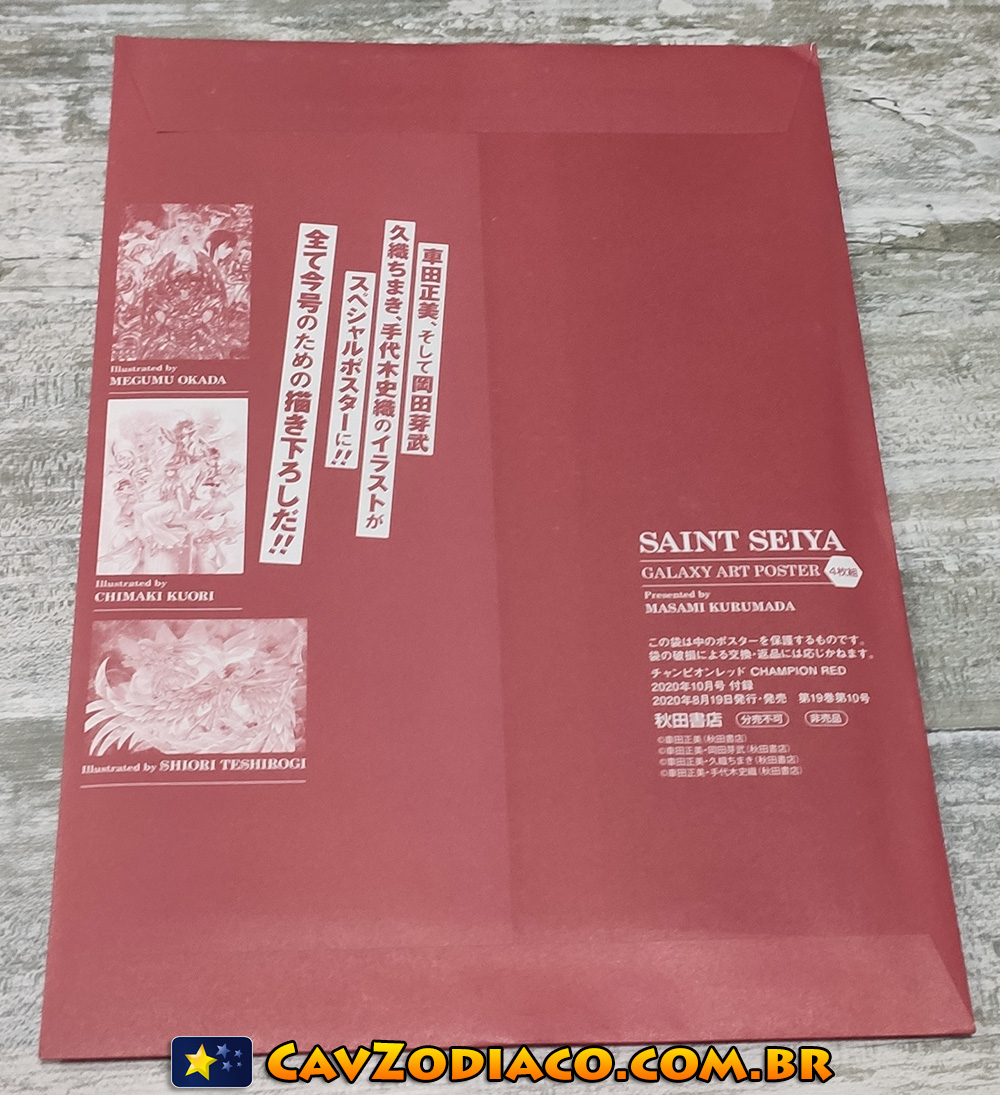 車田正美、そして岡田芽武
久織ちまき、手代木史織のイラストが
スペシャルポスターに!!
全て今号のための描き下ろしだ!!
Illustrated by
MEGUMU OKADA
Illustrated by
CHIMAKI KUORI
Illustrated by SHIORI TESHIROGI
SAINT SEIYA
GALAXY ART POSTER 4枚組
Presented by
MASAMI KURUMADA
この袋は中のポスターを保護するものです。
袋の破損による交換・返品には応じかねます。
チャンピオンレッド CHAMPION RED
2020年10月号 付録
2020年8月19日発行・発売 第19巻第10号
秋田書店 分売不可 非売品
©車田正美(秋田書店)
©車田正美・岡田芽武(秋田書店)
©車田正美・久織ちまき(秋田書店)
©車田正美・手代木史織(秋田書店)
CAVZODIACO.COM.BR